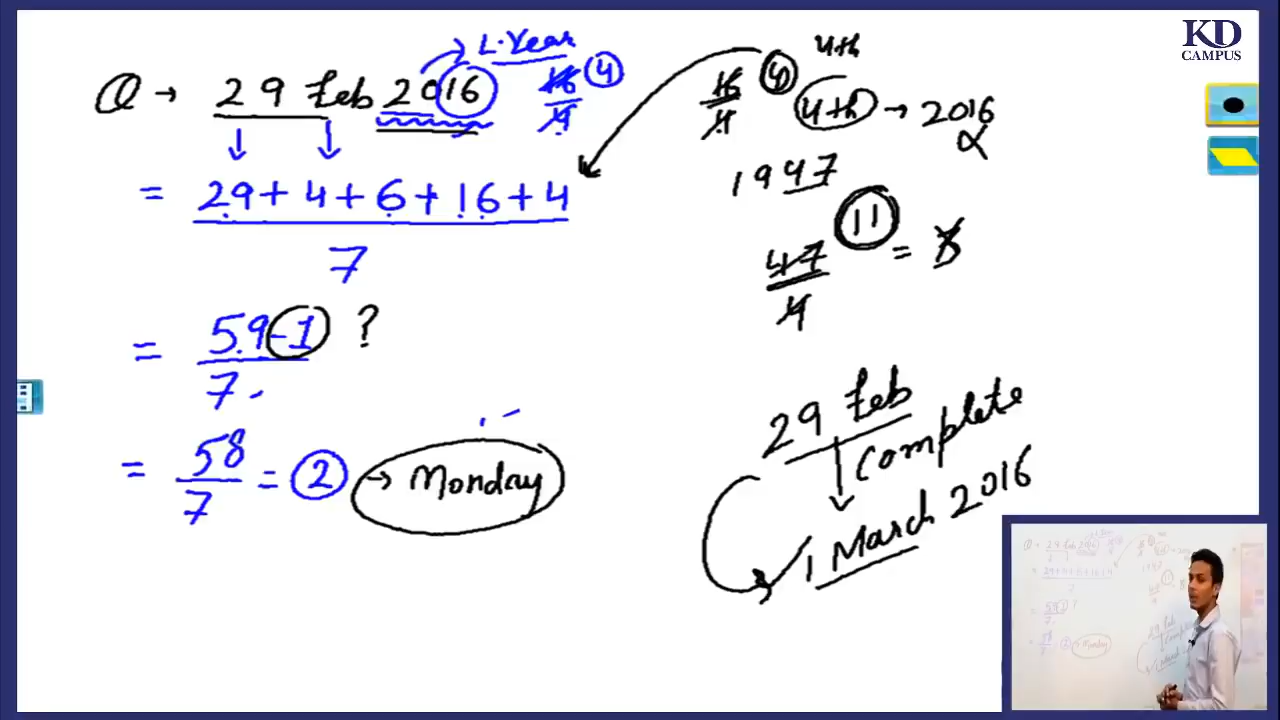 KD
CAMPUS
L.Year
Q → 29 Feb 2016
16/4 4
= 29+4+6+16+4
7
= 59-1 ?
7
= 58/7 = 2 → Monday
4th
16/4 4 4th → 2016
1947
47/4 11 =
29 Feb
Complete
1 March 2016